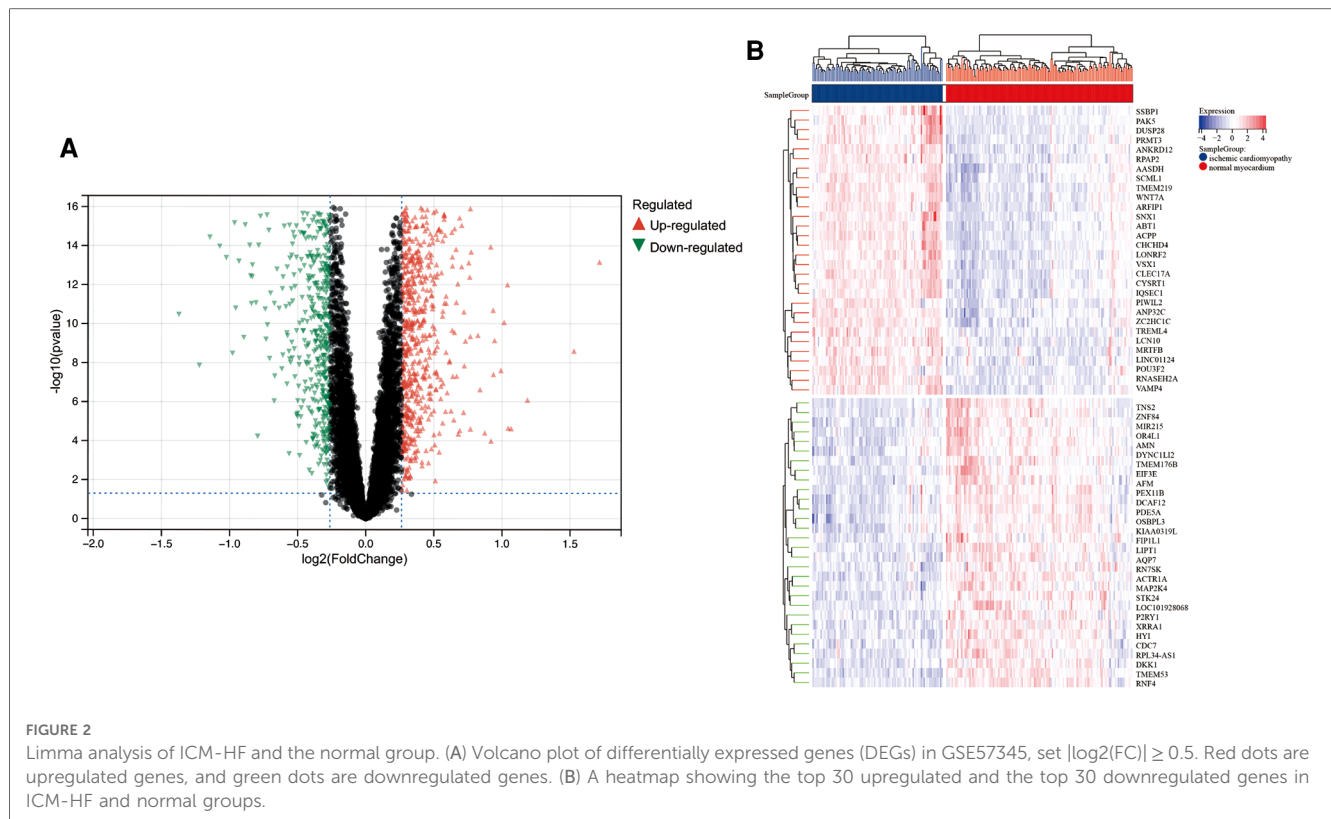 A
16
14
12
10
8
6
4
2
0
-log10(pvalue)
−2.0
−1.5
−1.0
−0.5
0.0
0.5
1.0
1.5
log2(FoldChange)
Regulated
Up-regulated
Down-regulated
B
SampleGroup
SSBP1
PAK5
DUSP28
PRMT3
ANKRD12
RPAP2
AASDH
SCML1
TMEM219
WNT7A
ARFIP1
SNX1
ABT1
ACPP
CHCHD4
LONRF2
VSX1
CLEC17A
CYSRT1
IQSEC1
PIWIL2
ANP32C
ZC2HC1C
TREML4
LCN10
MRTFB
LINC01124
POU3F2
RNASEH2A
VAMP4
TNS2
ZNF84
MIR215
OR4L1
AMN
DYNC1LI2
TMEM176B
EIF3E
AFM
PEX11B
DCAF12
PDE5A
OSBPL3
KIAA0319L
FIP1L1
LIPT1
AQP7
RN7SK
ACTR1A
MAP2K4
STK24
LOC101928068
P2RY1
XRRA1
HYI
CDC7
RPL34-AS1
DKK1
TMEM53
RNF4
Expression
−4 −2 0 2 4
SampleGroup:
ischemic cardiomyopathy
normal myocardium
FIGURE 2
Limma analysis of ICM-HF and the normal group. (A) Volcano plot of differentially expressed genes (DEGs) in GSE57345, set |log2(FC)| ≥ 0.5. Red dots are
upregulated genes, and green dots are downregulated genes. (B) A heatmap showing the top 30 upregulated and the top 30 downregulated genes in
ICM-HF and normal groups.